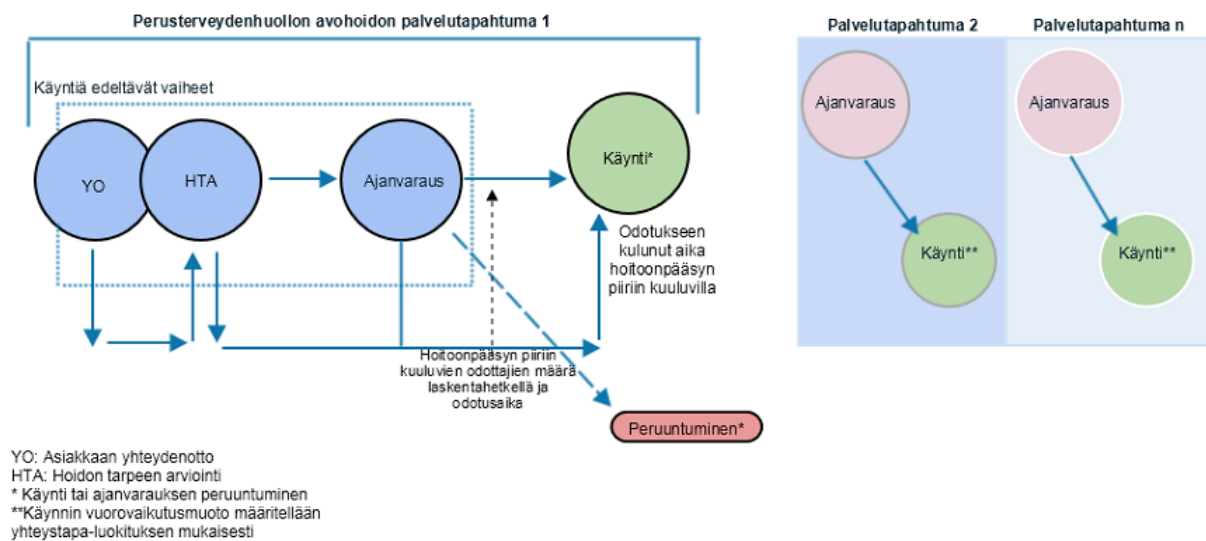 Perusterveydenhuollon avohoidon palvelutapahtuma 1
Käyntiä edeltävät vaiheet
YO
HTA
Ajanvaraus
Käynti*
Odotukseen
kulunut aika
hoitoonpääsyn
piiriin kuuluvilla
Hoitoonpääsyn piiriin
kuuluvien odottajien määrä
laskentahetkellä ja
odotusaika
Peruuntuminen*
Palvelutapahtuma 2
Ajanvaraus
Käynti**
Palvelutapahtuma n
Ajanvaraus
Käynti**
YO: Asiakkaan yhteydenotto
HTA: Hoidon tarpeen arviointi
* Käynti tai ajanvarauksen peruuntuminen
**Käynnin vuorovaikutusmuoto määritellään
yhteystapa-luokituksen mukaisesti